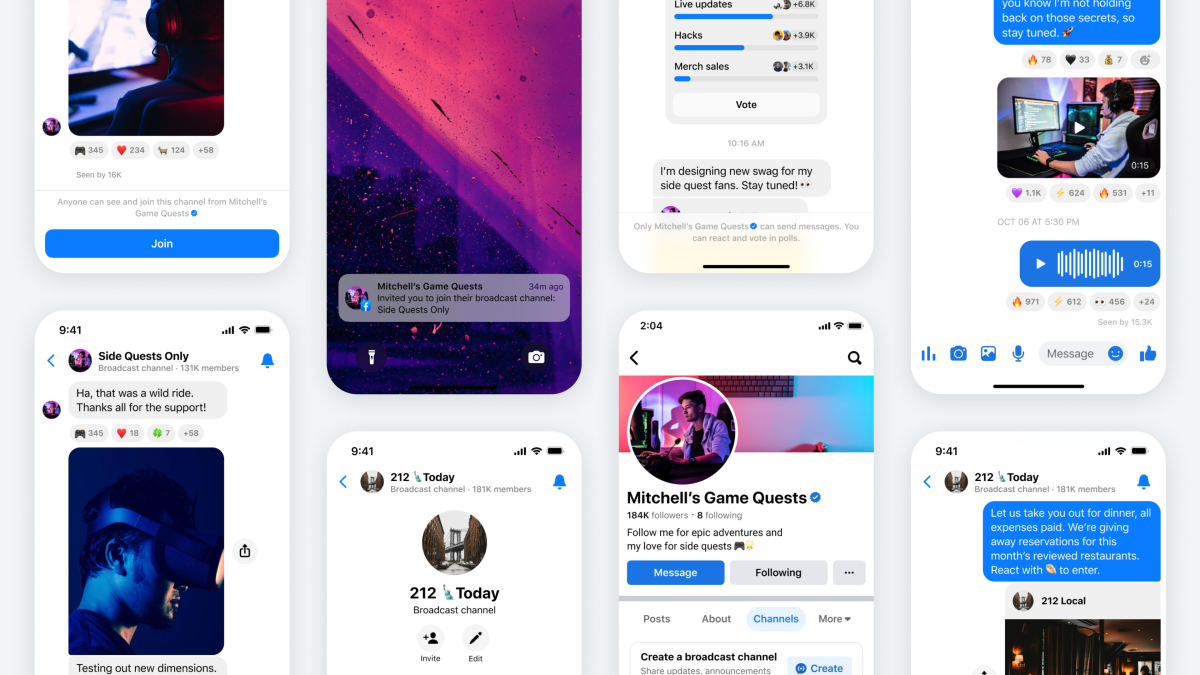 🎮 345 ❤️ 234 🐐 124 +58
Seen by 16K
Anyone can see and join this channel from Mitchell's
Game Quests
Join
9:41
Side Quests Only
Broadcast channel · 131K members
Ha, that was a wild ride.
Thanks all for the support!
🎮 345 ❤️ 18 🍀 7 +58
Testing out new dimensions.
Mitchell's Game Quests 34m ago
Invited you to join their broadcast channel:
Side Quests Only
9:41
212 🗽Today
Broadcast channel · 181K members
212 🗽Today
Broadcast channel
Invite Edit
Live updates +6.8K
Hacks +3.9K
Merch sales +3.1K
Vote
10:16 AM
I'm designing new swag for my
side quest fans. Stay tuned! 👀
Only Mitchell's Game Quests can send messages. You
can react and vote in polls.
2:04
Mitchell's Game Quests
184K followers · 8 following
Follow me for epic adventures and
my love for side quests 🎮
Message Following ...
Posts About Channels More
Create a broadcast channel
Share updates, announcements
Create
you know I'm not holding
back on those secrets, so
stay tuned. 🚀
🔥 78 🖤 33 💰 7
0:15
💜 1.1K ⚡ 624 🔥 531 +11
OCT 06 AT 5:30 PM
0:15
🔥 971 ⚡ 612 👀 456 +24
Seen by 15.3K
Message
9:41
212 🗽Today
Broadcast channel · 181K members
Let us take you out for dinner, all
expenses paid. We're giving
away reservations for this
month's reviewed restaurants.
React with to enter.
212 Local